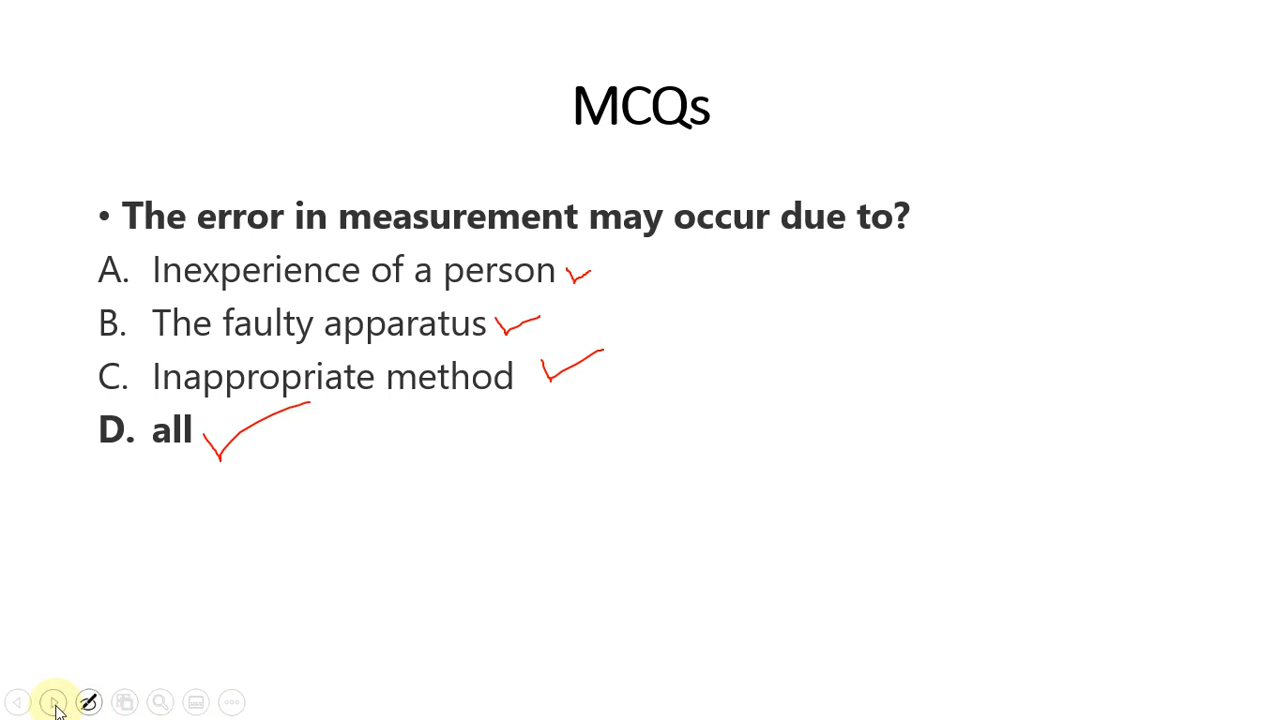 MCQs
• The error in measurement may occur due to?
A. Inexperience of a person
B. The faulty apparatus
C. Inappropriate method
D. all